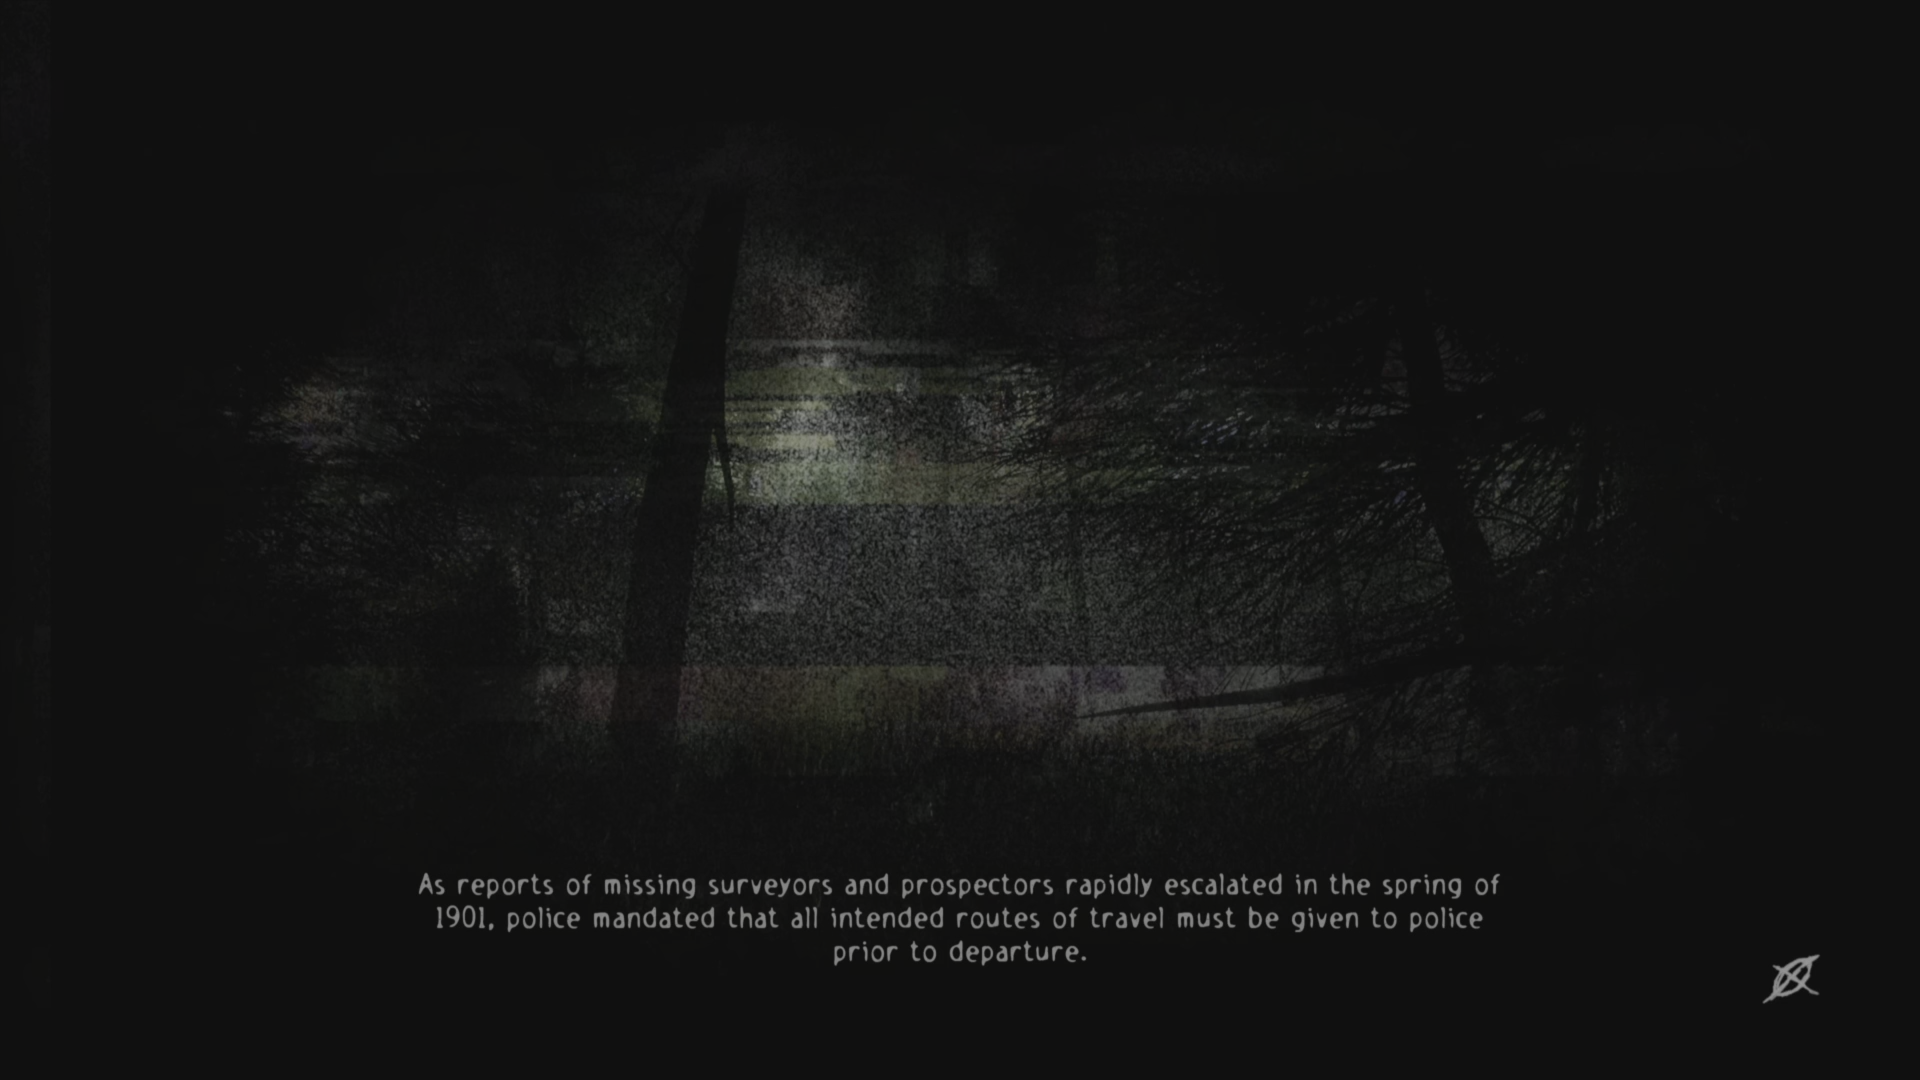 As reports of missing surveyors and prospectors rapidly escalated in the spring of
1901, police mandated that all intended routes of travel must be given to police
prior to departure.